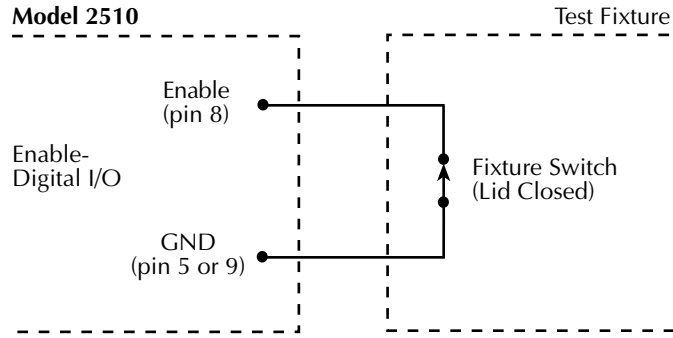 Model 2510
Test Fixture
Enable
(pin 8)
Enable-
Digital I/O
Fixture Switch
(Lid Closed)
GND
(pin 5 or 9)